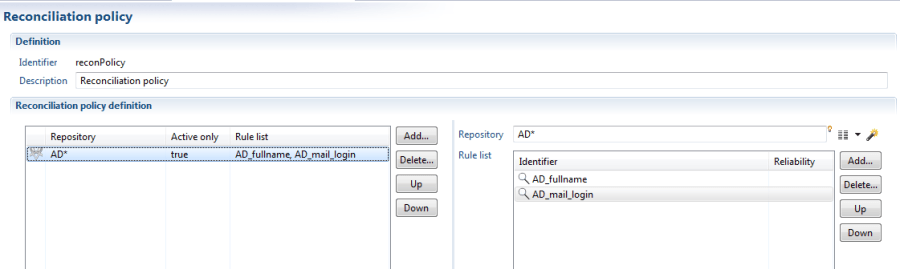 Reconciliation policy
Definition
Identifier reconPolicy
Description Reconciliation policy
Reconciliation policy definition
Repository Active only Rule list
AD* true AD_fullname, AD_mail_login
Add...
Delete...
Up
Down
Repository AD*
Rule list
Identifier Reliability
AD_fullname
AD_mail_login
Add...
Delete...
Up
Down